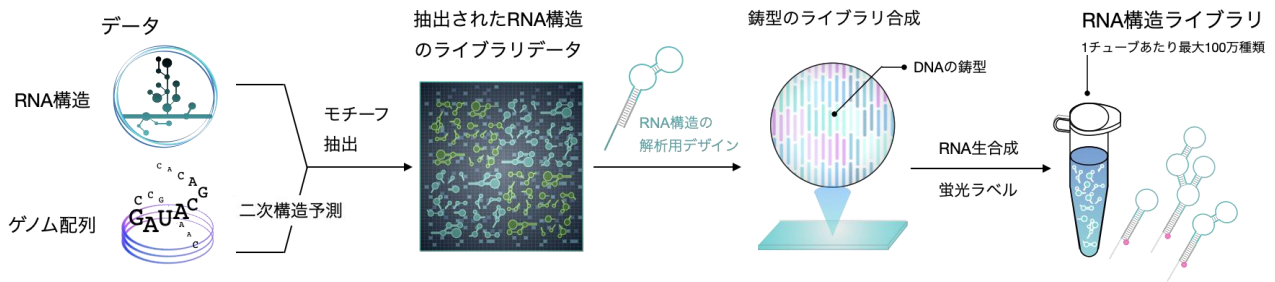 データ
RNA構造
ゲノム配列
C A C A G
C C G
GAUAC
A A C
モチーフ
抽出
二次構造予測
抽出されたRNA構造
のライブラリデータ
RNA構造の
解析用デザイン
鋳型のライブラリ合成
DNAの鋳型
RNA生合成
蛍光ラベル
RNA構造ライブラリ
1チューブあたり最大100万種類